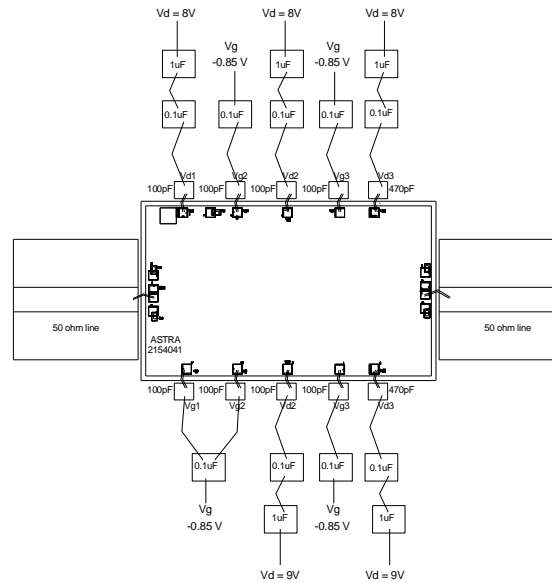 Vd = 8V
Vd = 8V
Vd = 8V
Vg
-0.85 V
Vg
-0.85 V
1uF
1uF
1uF
0.1uF
0.1uF
0.1uF
0.1uF
0.1uF
Vd1
Vg2
Vd2
Vg3
Vd3
100pF
100pF
100pF
100pF
470pF
50 ohm line
50 ohm line
ASTRA
2154041
100pF
100pF
100pF
100pF
470pF
Vg1
Vg2
Vd2
Vg3
Vd3
0.1uF
0.1uF
0.1uF
0.1uF
Vg
-0.85 V
Vg
-0.85 V
1uF
1uF
Vd = 9V
Vd = 9V